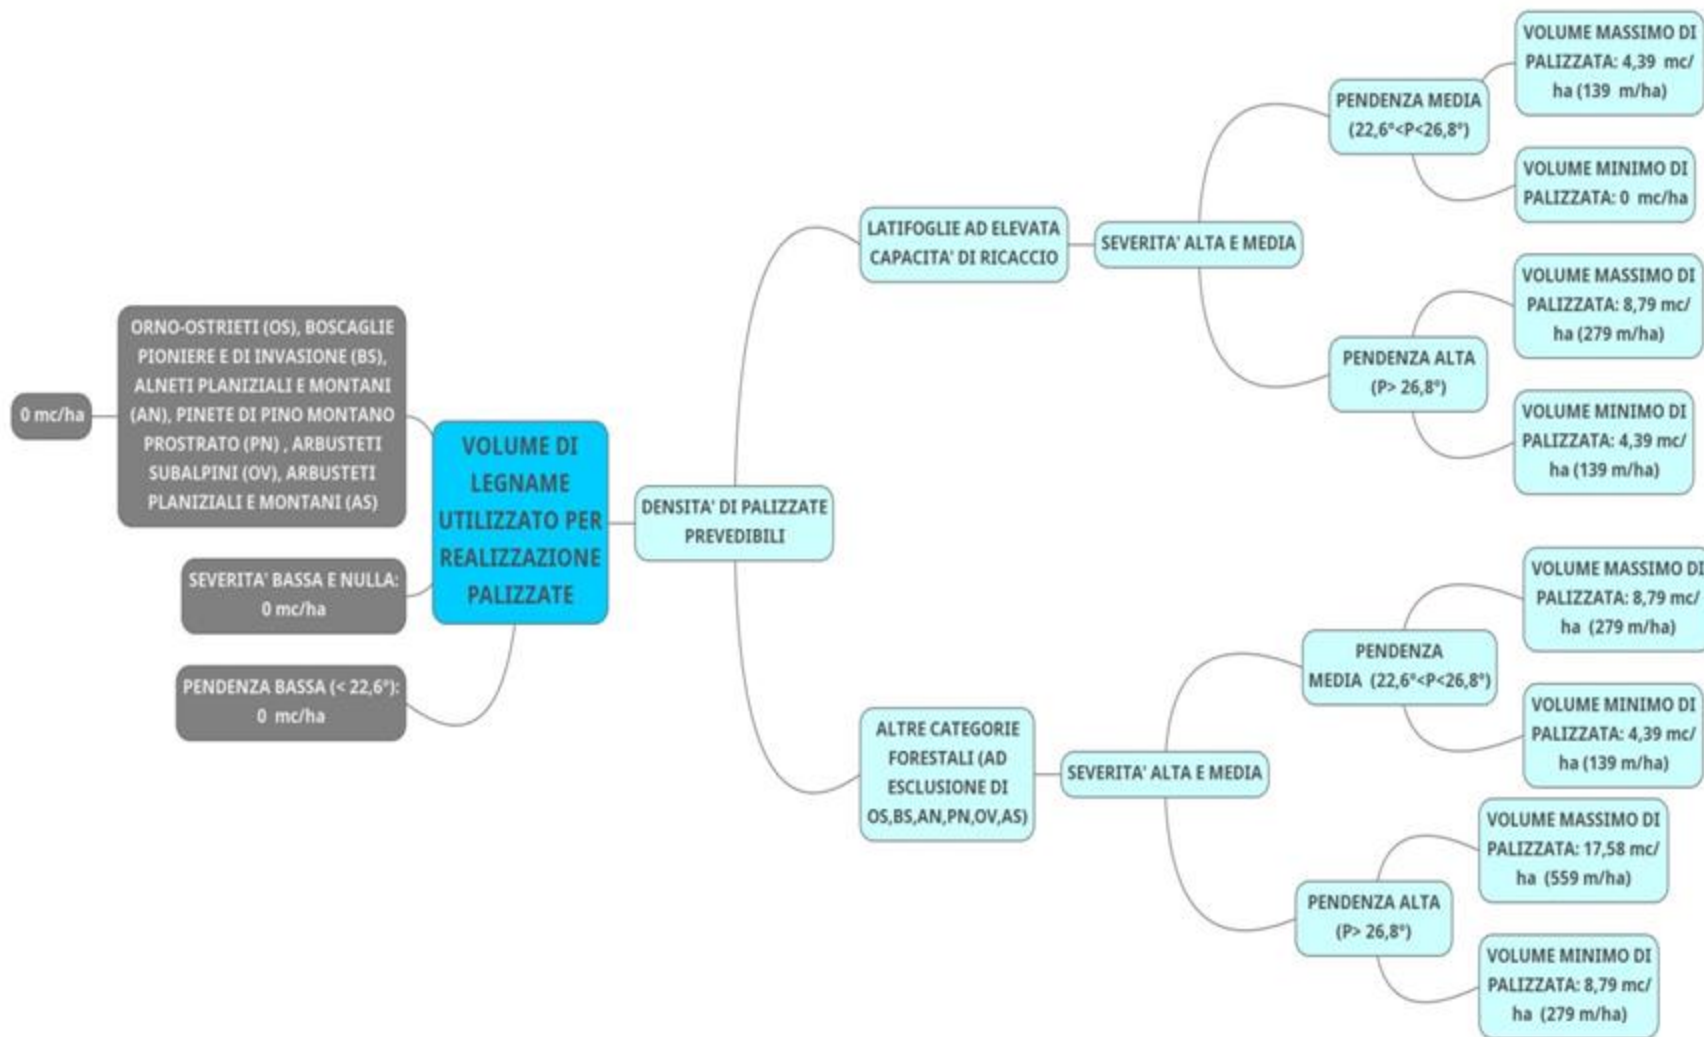 0 mc/ha
ORNO-OSTRIETI (OS), BOSCAGLIE
PIONIERE E DI INVASIONE (BS),
ALNETI PLANIZIALI E MONTANI
(AN), PINETE DI PINO MONTANO
PROSTRATO (PN) , ARBUSTETI
SUBALPINI (OV), ARBUSTETI
PLANIZIALI E MONTANI (AS)
SEVERITA' BASSA E NULLA:
0 mc/ha
PENDENZA BASSA (< 22,6°):
0 mc/ha
VOLUME DI
LEGNAME
UTILIZZATO PER
REALIZZAZIONE
PALIZZATE
DENSITA' DI PALIZZATE
PREVEDIBILI
LATIFOGLIE AD ELEVATA
CAPACITA' DI RICACCIO
SEVERITA' ALTA E MEDIA
PENDENZA MEDIA
(22,6°<P<26,8°)
VOLUME MASSIMO DI
PALIZZATA: 4,39 mc/
ha (139 m/ha)
VOLUME MINIMO DI
PALIZZATA: 0 mc/ha
PENDENZA ALTA
(P> 26,8°)
VOLUME MASSIMO DI
PALIZZATA: 8,79 mc/
ha (279 m/ha)
VOLUME MINIMO DI
PALIZZATA: 4,39 mc/
ha (139 m/ha)
ALTRE CATEGORIE
FORESTALI (AD
ESCLUSIONE DI
OS,BS,AN,PN,OV,AS)
SEVERITA' ALTA E MEDIA
PENDENZA
MEDIA (22,6°<P<26,8°)
VOLUME MASSIMO DI
PALIZZATA: 8,79 mc/
ha (279 m/ha)
VOLUME MINIMO DI
PALIZZATA: 4,39 mc/
ha (139 m/ha)
PENDENZA ALTA
(P> 26,8°)
VOLUME MASSIMO DI
PALIZZATA: 17,58 mc/
ha (559 m/ha)
VOLUME MINIMO DI
PALIZZATA: 8,79 mc/
ha (279 m/ha)